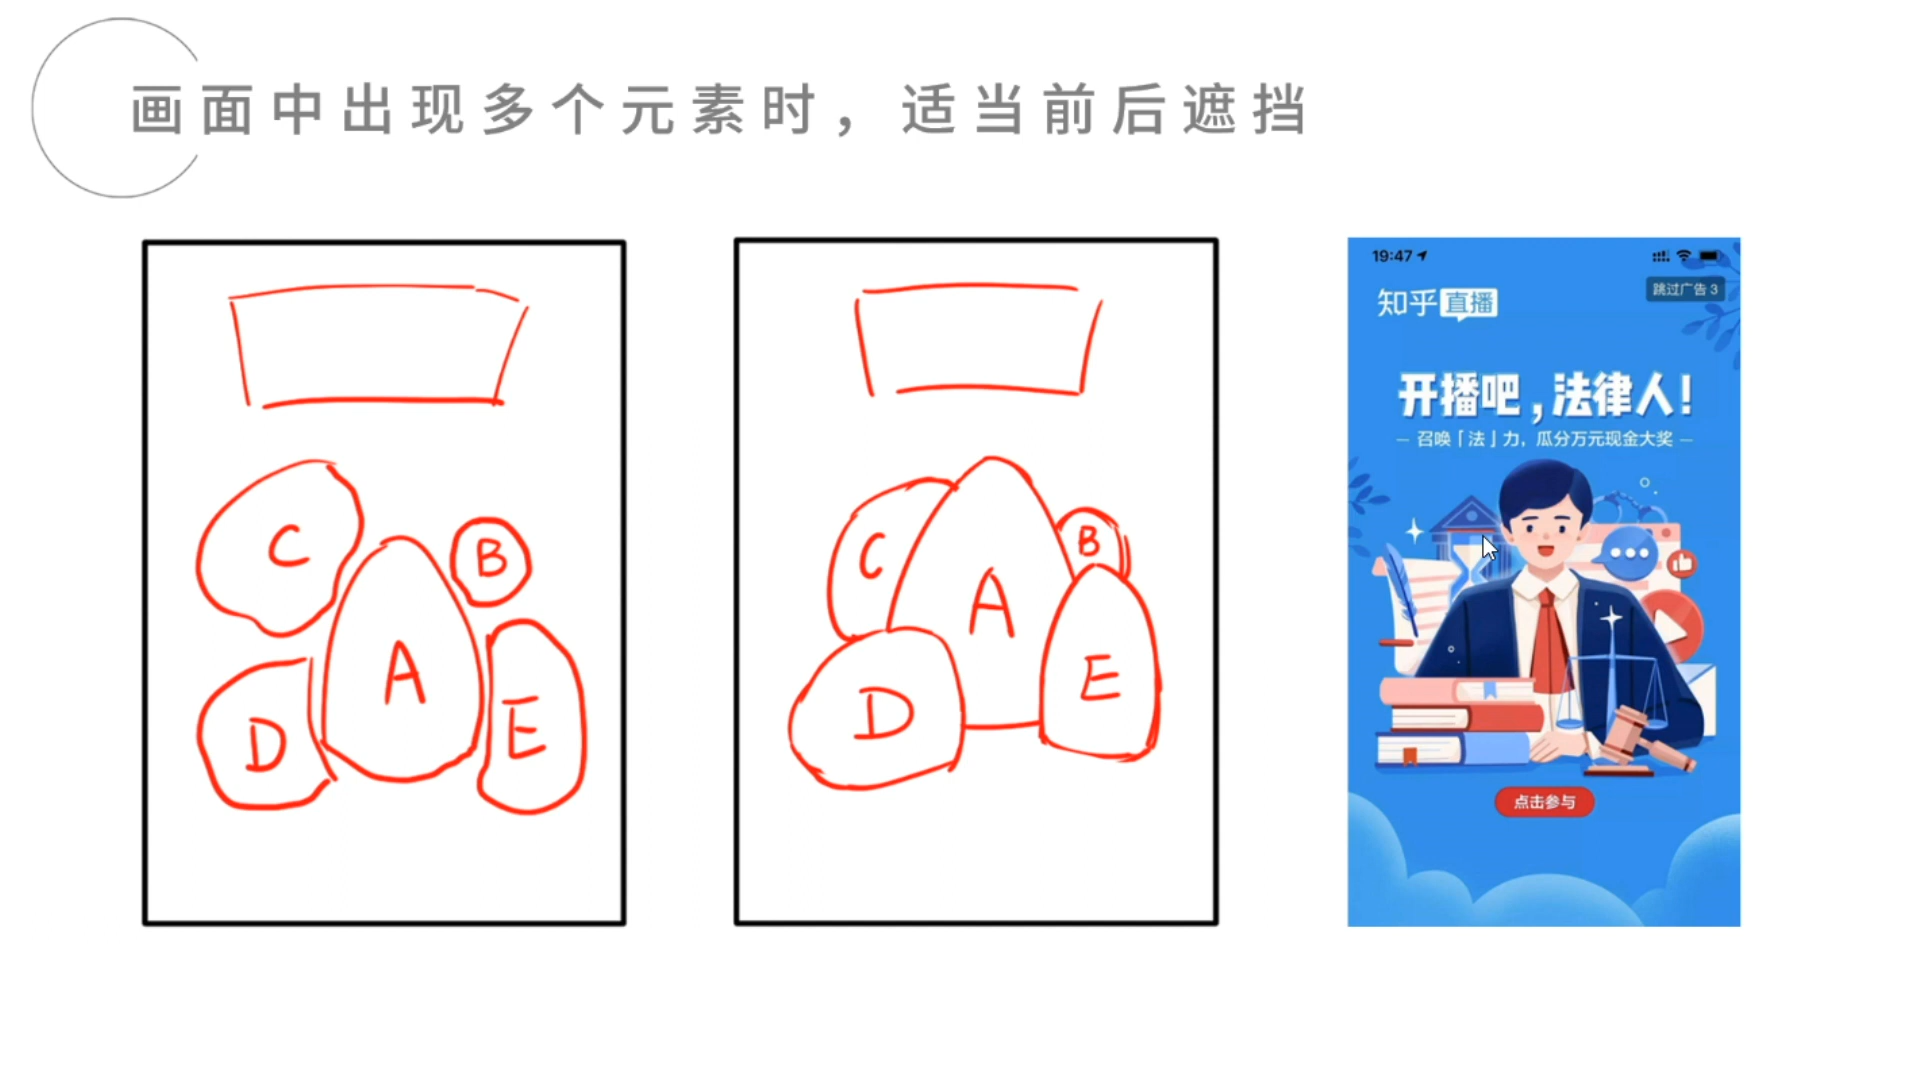 画面中出现多个元素时，适当前后遮挡
C
B
A
D
E
C
B
A
E
D
19:47
跳过广告 3
知乎直播
开播吧，法律人！
— 召唤「法」力，瓜分万元现金大奖 —
点击参与